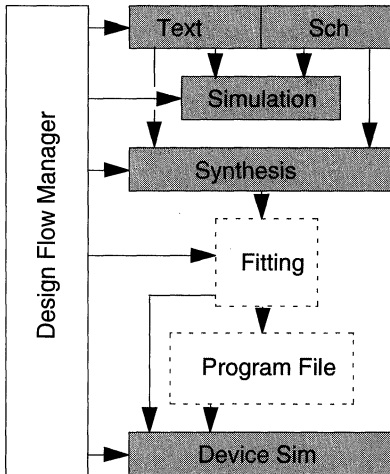 Text Sch
Simulation
Synthesis
Design Flow Manager
Fitting
Program File
Device Sim